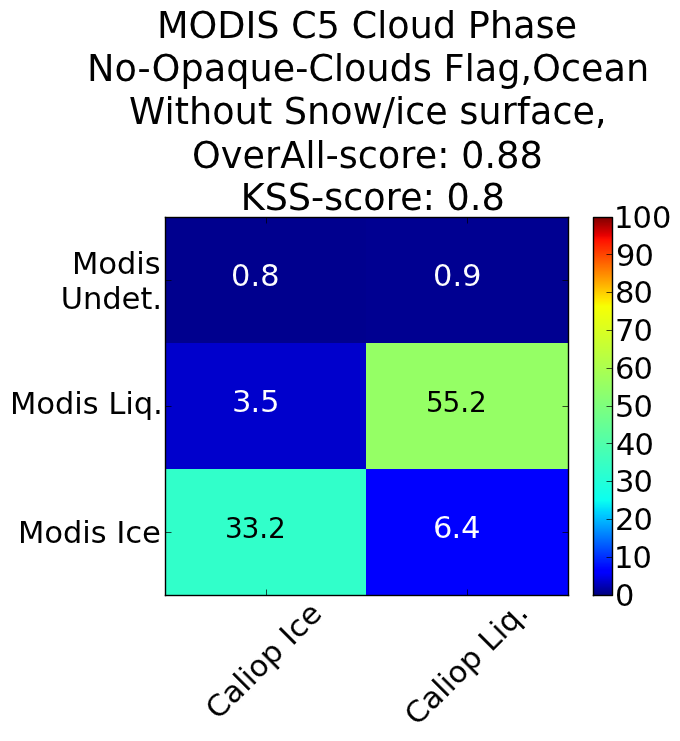 MODIS C5 Cloud Phase
No-Opaque-Clouds Flag,Ocean
Without Snow/ice surface,
OverAll-score: 0.88
KSS-score: 0.8
Modis
Undet.
0.8
0.9
Modis Liq.
3.5
55.2
Modis Ice
33.2
6.4
Caliop Ice
Caliop Liq.
100
90
80
70
60
50
40
30
20
10
0